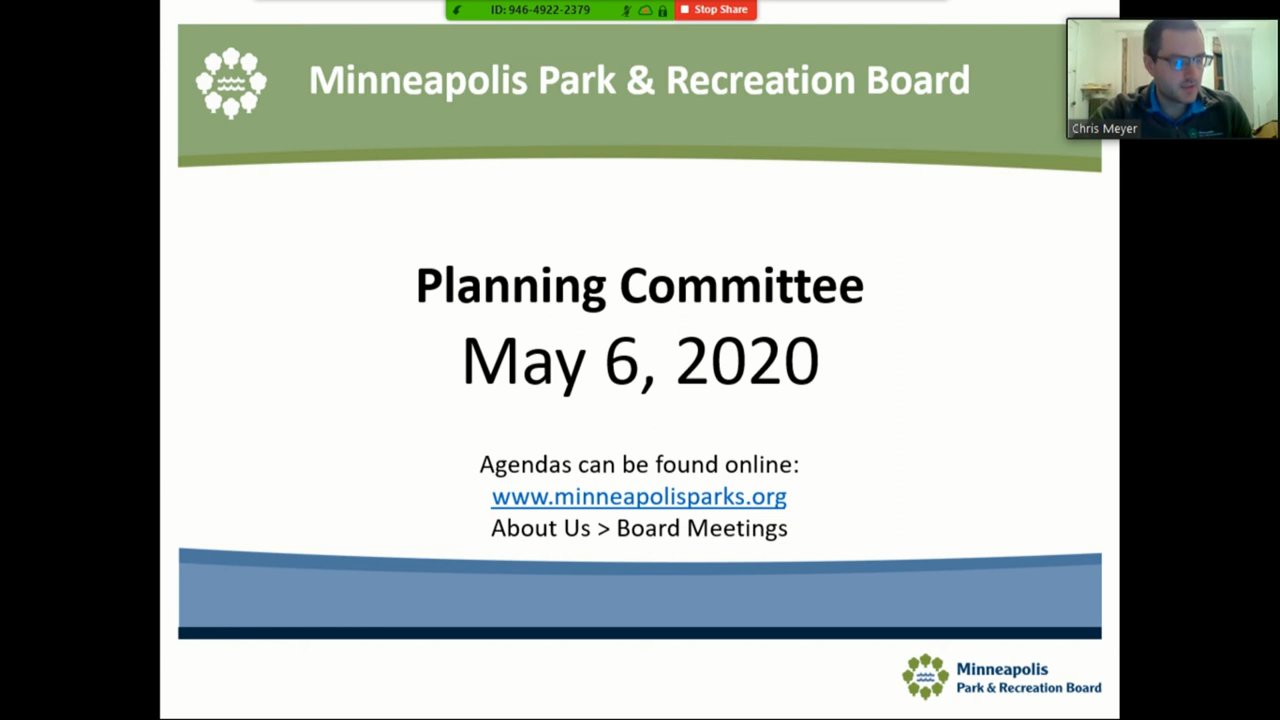 ID: 946-4922-2379
Stop Share
Minneapolis Park & Recreation Board
Chris Meyer
Planning Committee
May 6, 2020
Agendas can be found online:
www.minneapolisparks.org
About Us > Board Meetings
Minneapolis
Park & Recreation Board